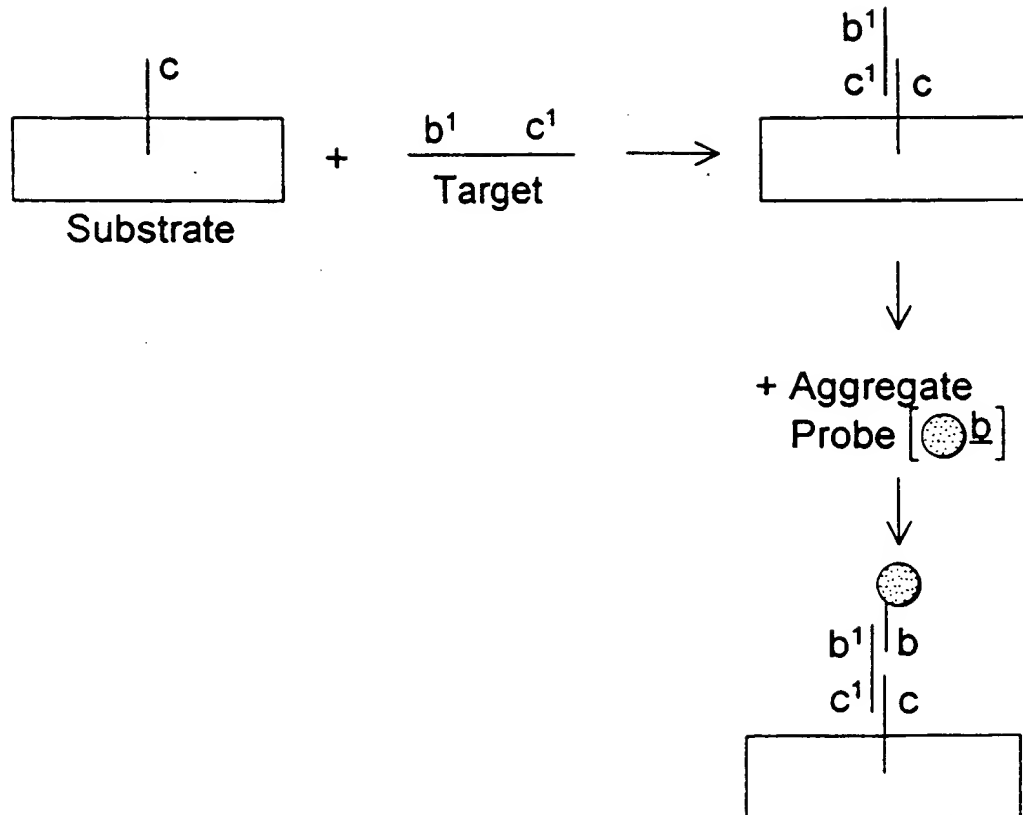 c
Substrate
+
b¹ c¹
Target
b¹
c¹ c
+ Aggregate
Probe [ b ]
b¹ b
c¹ c